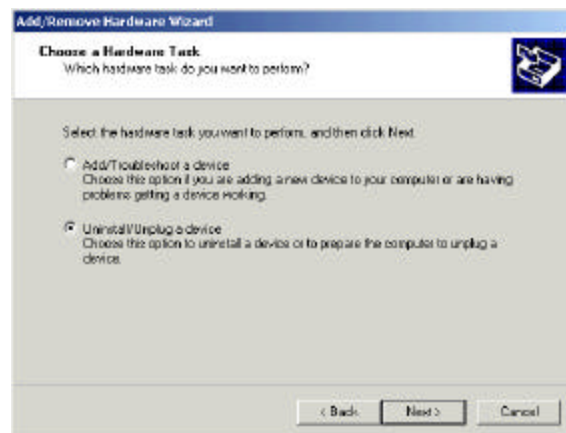 Add/Remove Hardware Wizard
Choose a Hardware Task
Which hardware task do you want to perform?
Select the hardware task you want to perform, and then click Next.
Add/Troubleshoot a device
Choose this option if you are adding a new device to your computer or are having
problems getting a device working.
Uninstall/Unplug a device
Choose this option to uninstall a device or to prepare the computer to unplug a
device.
< Back
Next >
Cancel